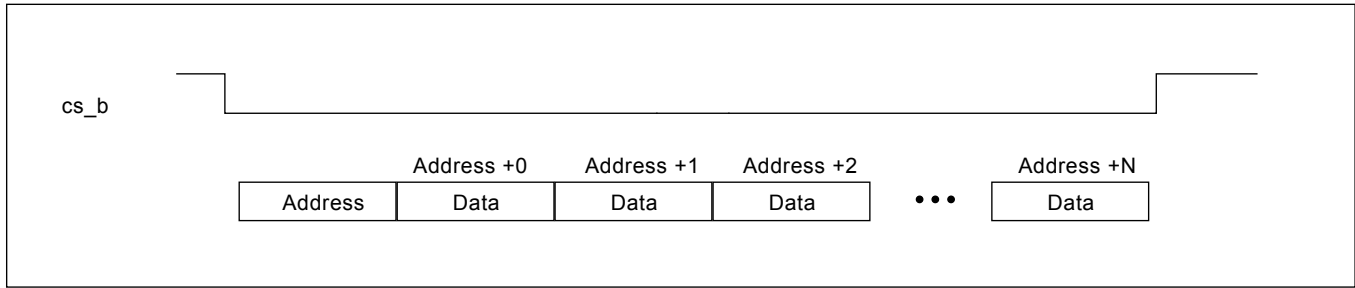 cs_b
Address +0 Address +1 Address +2 Address +N
Address Data Data Data ••• Data